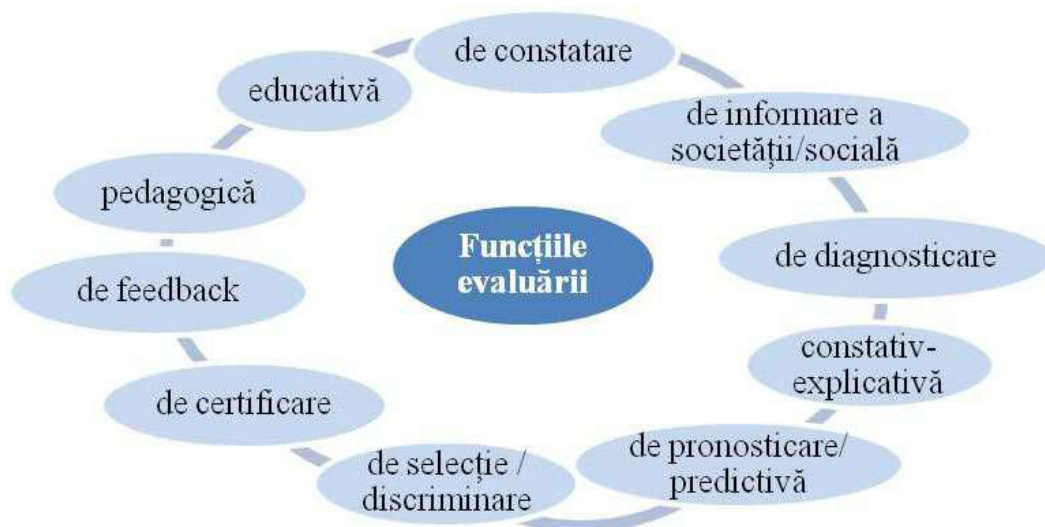 de constatare
educativă
de informare a
societății/socială
pedagogică
Funcțiile
evaluării
de diagnosticare
de feedback
constativ-
explicativă
de certificare
de pronosticare/
predictivă
de selecție /
discriminare